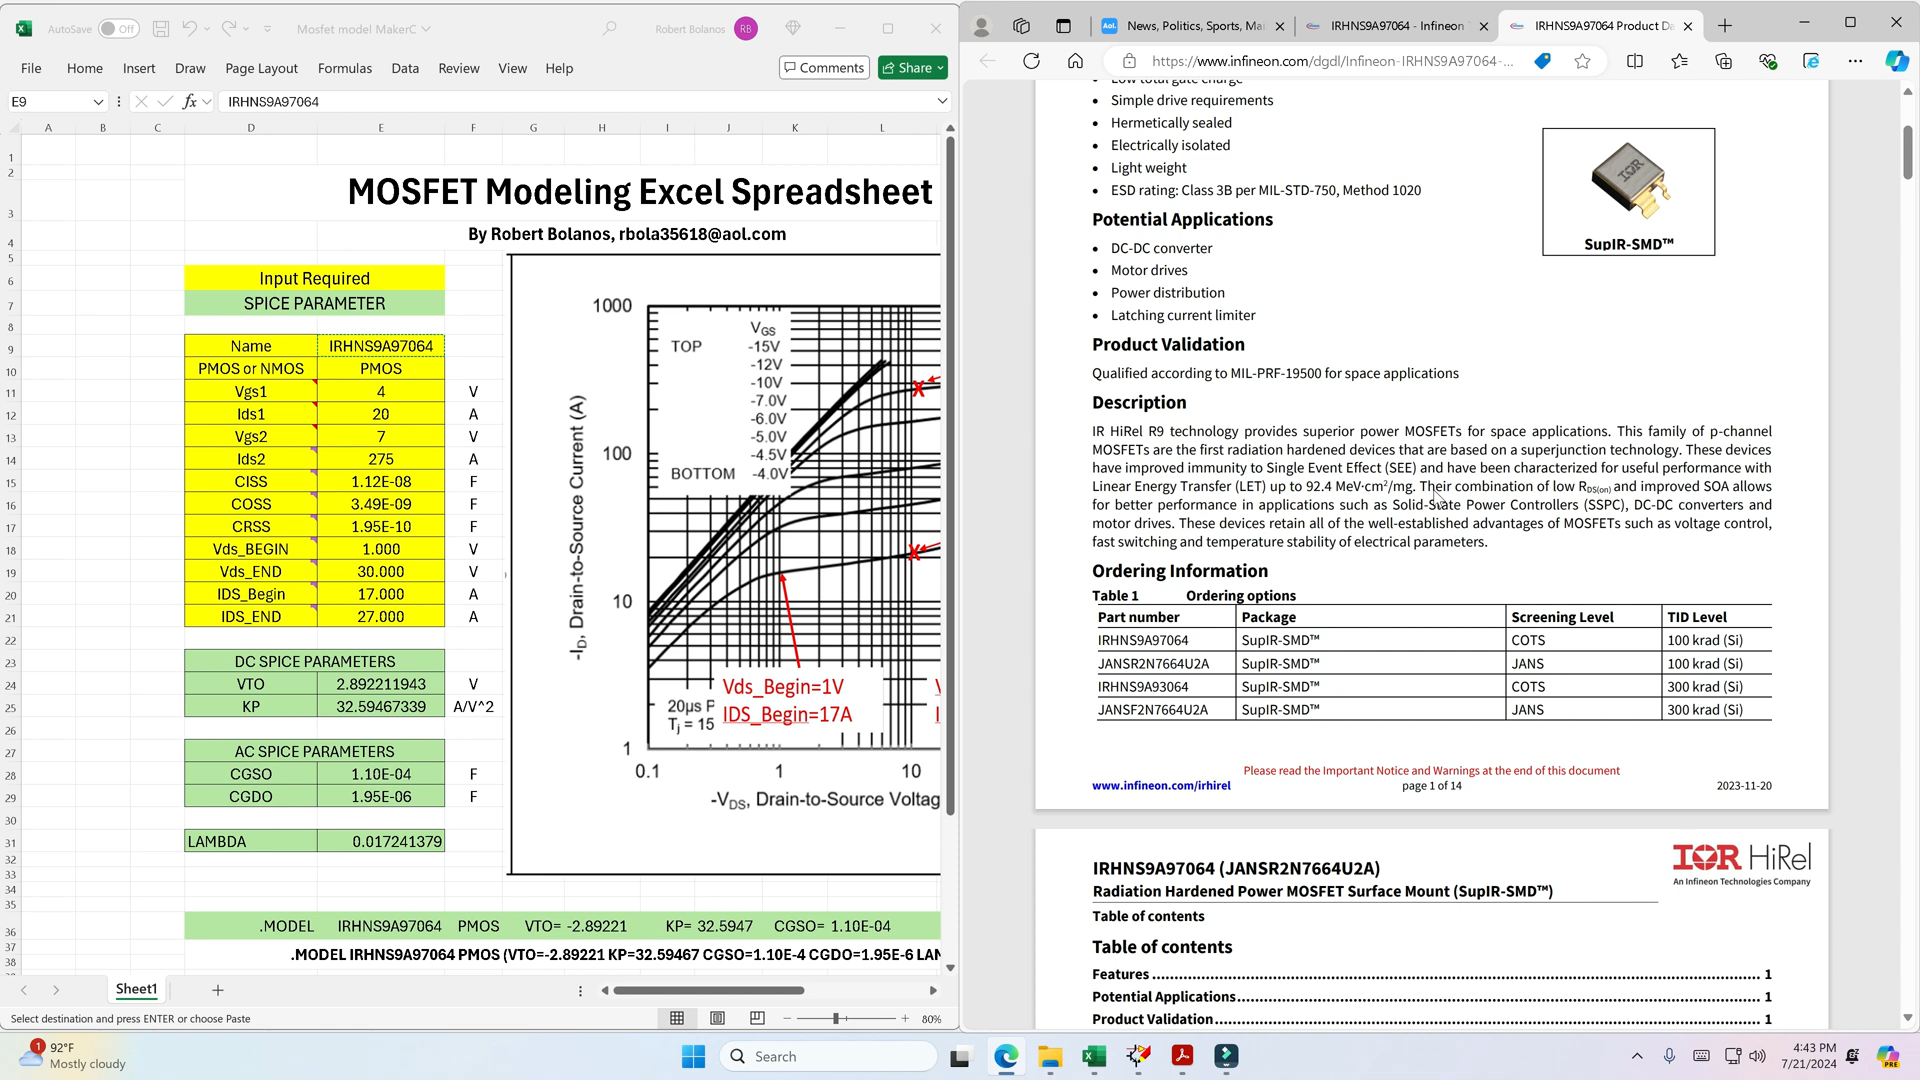 AutoSave
Off
Mosfet model MakerC
Robert Bolanos
RB
File
Home
Insert
Draw
Page Layout
Formulas
Data
Review
View
Help
Comments
Share
E9
fx
IRHNS9A97064
A B C D E F G H I J K L
MOSFET Modeling Excel Spreadsheet
By Robert Bolanos, rbola35618@aol.com
Input Required
SPICE PARAMETER
Name IRHNS9A97064
PMOS or NMOS PMOS
Vgs1 4 V
Ids1 20 A
Vgs2 7 V
Ids2 275 A
CISS 1.12E-08 F
COSS 3.49E-09 F
CRSS 1.95E-10 F
Vds_BEGIN 1.000 V
Vds_END 30.000 V
IDS_Begin 17.000 A
IDS_END 27.000 A
DC SPICE PARAMETERS
VTO 2.892211943 V
KP 32.59467339 A/V^2
AC SPICE PARAMETERS
CGSO 1.10E-04 F
CGDO 1.95E-06 F
LAMBDA 0.017241379
.MODEL IRHNS9A97064 PMOS VTO= -2.89221 KP= 32.5947 CGSO= 1.10E-04
.MODEL IRHNS9A97064 PMOS (VTO=-2.89221 KP=32.59467 CGSO=1.10E-4 CGDO=1.95E-6 LAM
1000
100
10
1
-ID, Drain-to-Source Current (A)
VGS
TOP -15V
-12V
-10V
-7.0V
-6.0V
-5.0V
-4.5V
BOTTOM -4.0V
X
X
Vds_Begin=1V
IDS_Begin=17A
20µs P
Tj = 15
0.1 1 10
-VDS, Drain-to-Source Voltag
Sheet1
Select destination and press ENTER or choose Paste
80%
News, Politics, Sports, Mai
IRHNS9A97064 - Infineon
IRHNS9A97064 Product Da
https://www.infineon.com/dgdl/Infineon-IRHNS9A97064-...
• Low total gate charge
• Simple drive requirements
• Hermetically sealed
• Electrically isolated
• Light weight
• ESD rating: Class 3B per MIL-STD-750, Method 1020
IOR
SupIR-SMD™
Potential Applications
• DC-DC converter
• Motor drives
• Power distribution
• Latching current limiter
Product Validation
Qualified according to MIL-PRF-19500 for space applications
Description
IR HiRel R9 technology provides superior power MOSFETs for space applications. This family of p-channel
MOSFETs are the first radiation hardened devices that are based on a superjunction technology. These devices
have improved immunity to Single Event Effect (SEE) and have been characterized for useful performance with
Linear Energy Transfer (LET) up to 92.4 MeV·cm²/mg. Their combination of low RDS(on) and improved SOA allows
for better performance in applications such as Solid-State Power Controllers (SSPC), DC-DC converters and
motor drives. These devices retain all of the well-established advantages of MOSFETs such as voltage control,
fast switching and temperature stability of electrical parameters.
Ordering Information
Table 1 Ordering options
Part number Package Screening Level TID Level
IRHNS9A97064 SupIR-SMD™ COTS 100 krad (Si)
JANSR2N7664U2A SupIR-SMD™ JANS 100 krad (Si)
IRHNS9A93064 SupIR-SMD™ COTS 300 krad (Si)
JANSF2N7664U2A SupIR-SMD™ JANS 300 krad (Si)
Please read the Important Notice and Warnings at the end of this document
www.infineon.com/irhirel page 1 of 14 2023-11-20
IOR HiRel
An Infineon Technologies Company
IRHNS9A97064 (JANSR2N7664U2A)
Radiation Hardened Power MOSFET Surface Mount (SupIR-SMD™)
Table of contents
Table of contents
Features 1
Potential Applications 1
Product Validation 1
1
92°F
Mostly cloudy
Search
4:43 PM
7/21/2024
PRE